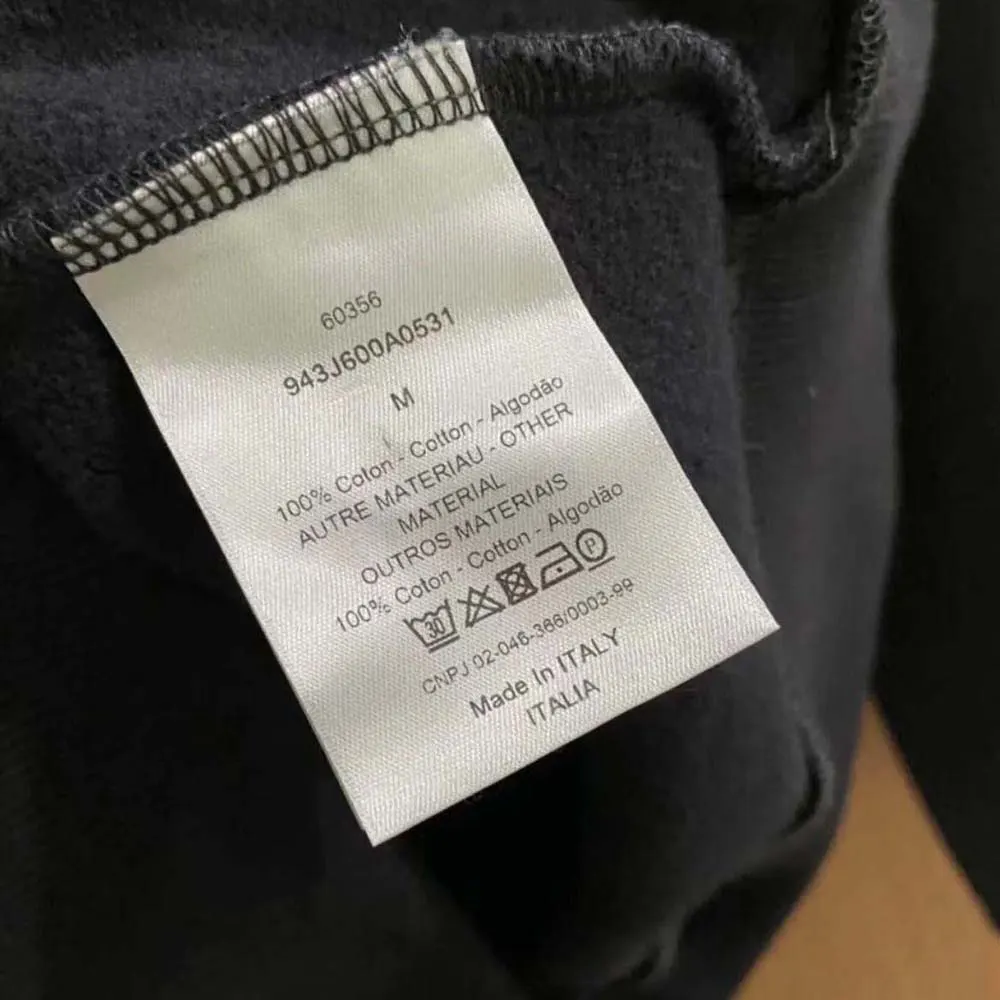 60356
943J600A0531
M
100% Coton - Cotton - Algodão
AUTRE MATERIAU - OTHER
MATERIAL
OUTROS MATERIAIS
100% Coton - Cotton - Algodão
30 P
CNPJ 02-046-366/0003-99
Made In ITALY
ITALIA